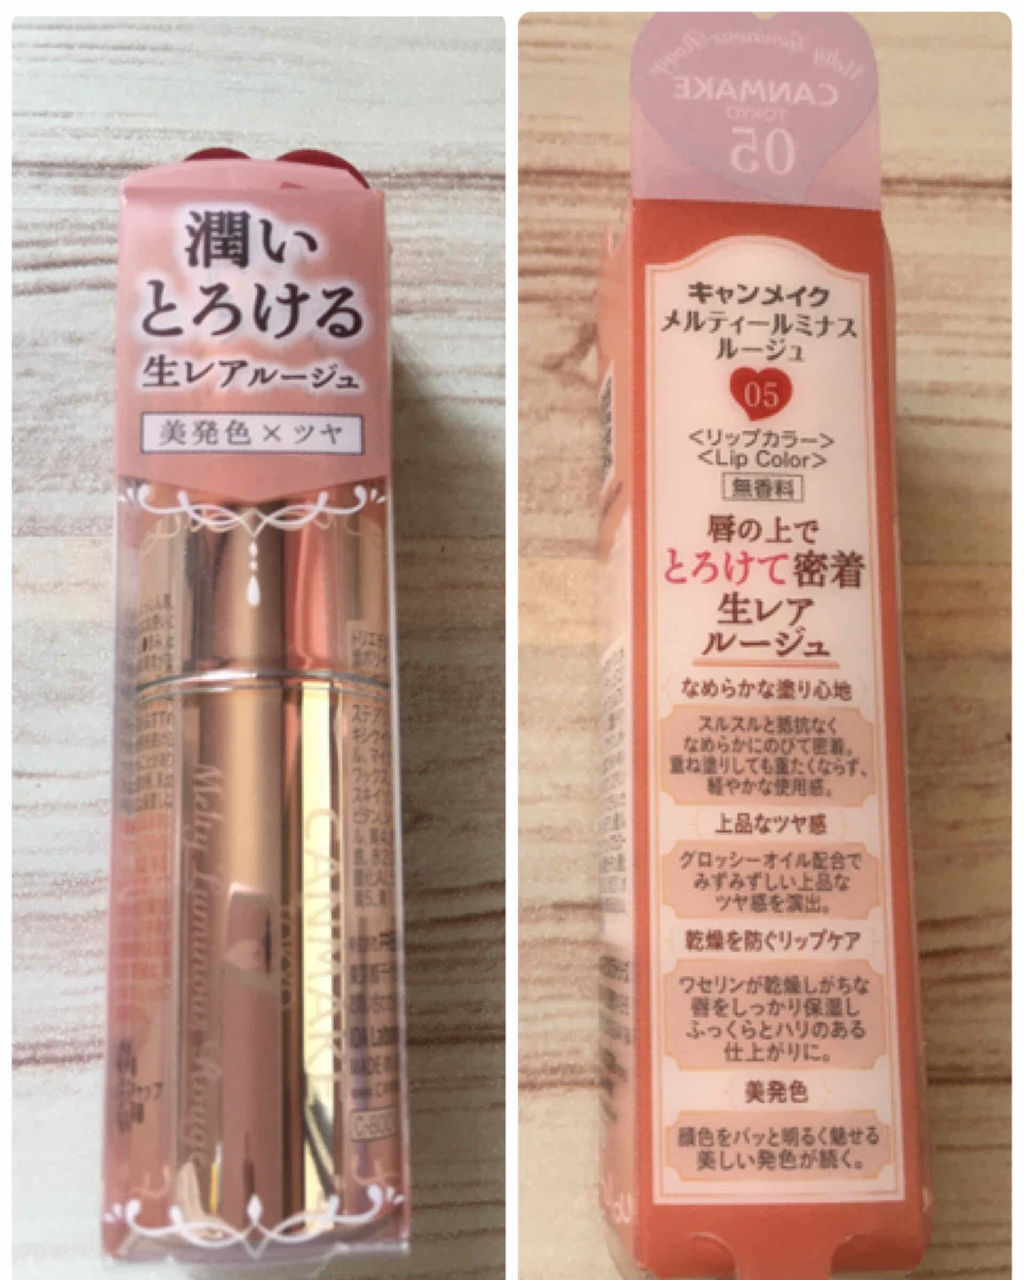 潤い
とろける
生レアルージュ
美発色×ツヤ
Melty Luminous Rouge
CANMAKE
TOKYO
Melty Luminous Rouge
CANMAKE
TOKYO
05
キャンメイク
メルティールミナス
ルージュ
05
<リップカラー>
<Lip Color>
無香料
唇の上で
とろけて密着
生レア
ルージュ
なめらかな塗り心地
スルスルと抵抗なく
なめらかにのびて密着。
重ね塗りしても重たくならず、
軽やかな使用感。
上品なツヤ感
グロッシーオイル配合で
みずみずしい上品な
ツヤ感を演出。
乾燥を防ぐリップケア
ワセリンが乾燥しがちな
唇をしっかり保湿し
ふっくらとハリのある
仕上がりに。
美発色
顔色をパッと明るく魅せる
美しい発色が続く。